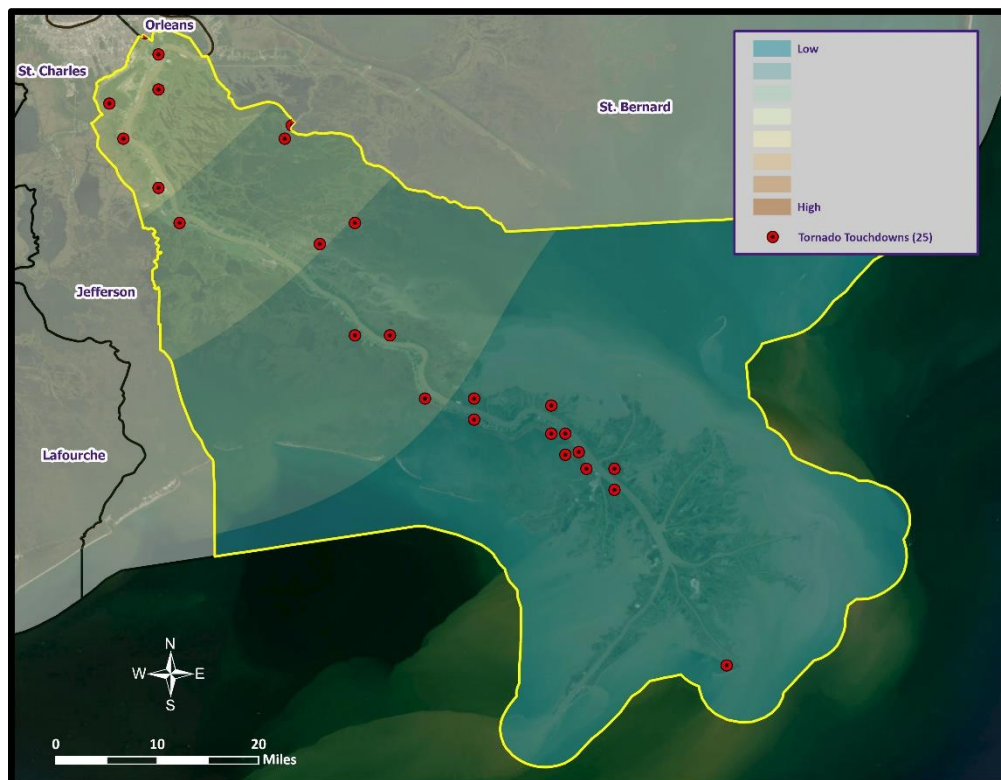 Orleans
St. Charles
St. Bernard
Jefferson
Lafourche
Low
High
Tornado Touchdowns (25)
N
W E
S
0 10 20
Miles